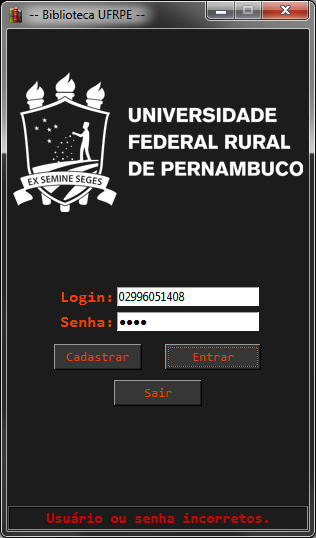 -- Biblioteca UFRPE --
UNIVERSIDADE
FEDERAL RURAL
DE PERNAMBUCO
EX SEMINE SEGES
Login: 02996051408
Senha: ●●●●
Cadastrar Entrar
Sair
Usuário ou senha incorretos.